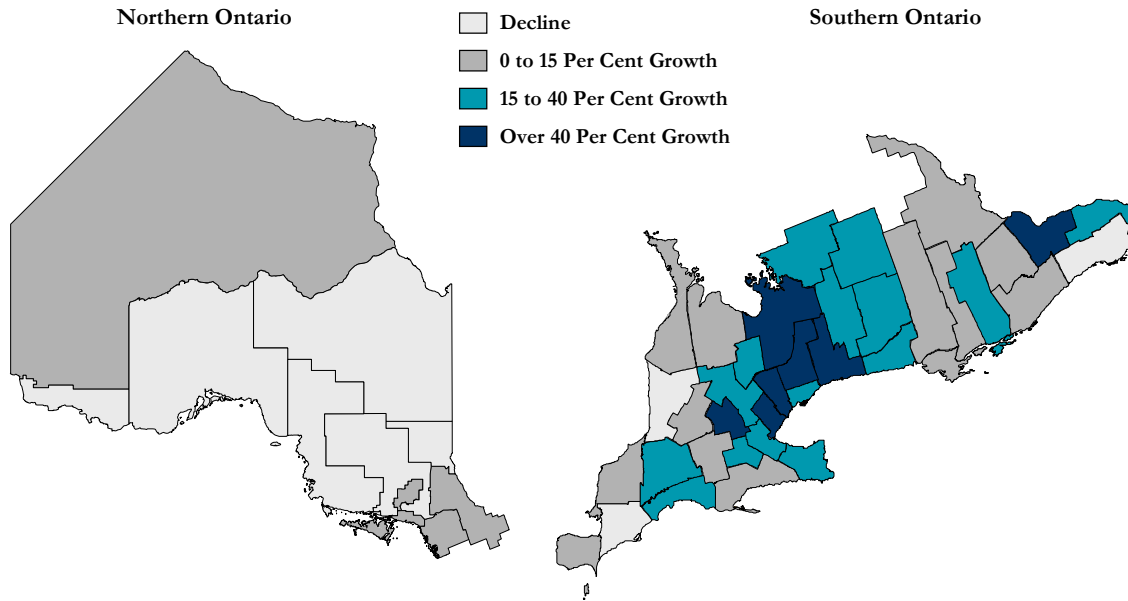 Northern Ontario
Southern Ontario
Decline
0 to 15 Per Cent Growth
15 to 40 Per Cent Growth
Over 40 Per Cent Growth